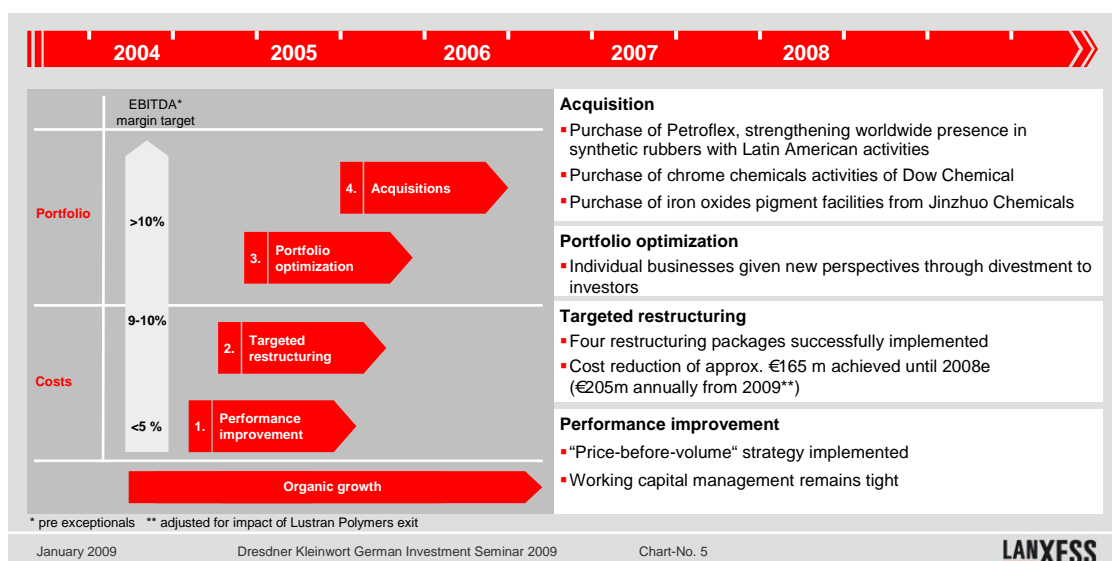 2004 2005 2006 2007 2008
EBITDA*
margin target
Portfolio
>10%
9-10%
Costs
<5 %
4. Acquisitions
3. Portfolio
optimization
2. Targeted
restructuring
1. Performance
improvement
Organic growth
Acquisition
▪Purchase of Petroflex, strengthening worldwide presence in
synthetic rubbers with Latin American activities
▪Purchase of chrome chemicals activities of Dow Chemical
▪Purchase of iron oxides pigment facilities from Jinzhuo Chemicals
Portfolio optimization
▪Individual businesses given new perspectives through divestment to
investors
Targeted restructuring
▪Four restructuring packages successfully implemented
▪Cost reduction of approx. €165 m achieved until 2008e
(€205m annually from 2009**)
Performance improvement
▪“Price-before-volume“ strategy implemented
▪Working capital management remains tight
* pre exceptionals ** adjusted for impact of Lustran Polymers exit
January 2009 Dresdner Kleinwort German Investment Seminar 2009 Chart-No. 5
LANXESS